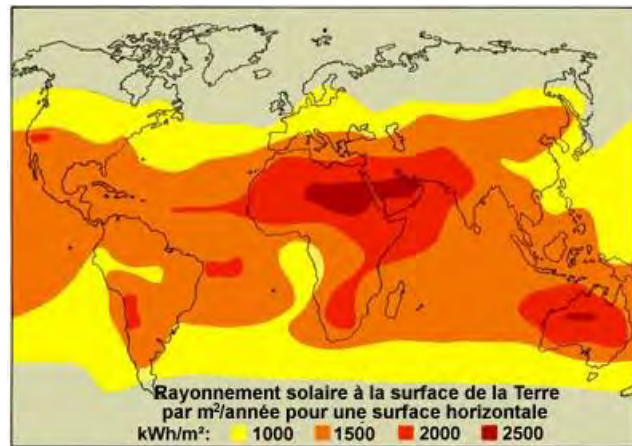 Rayonnement solaire à la surface de la Terre
par m²/année pour une surface horizontale
kWh/m²: 1000 1500 2000 2500